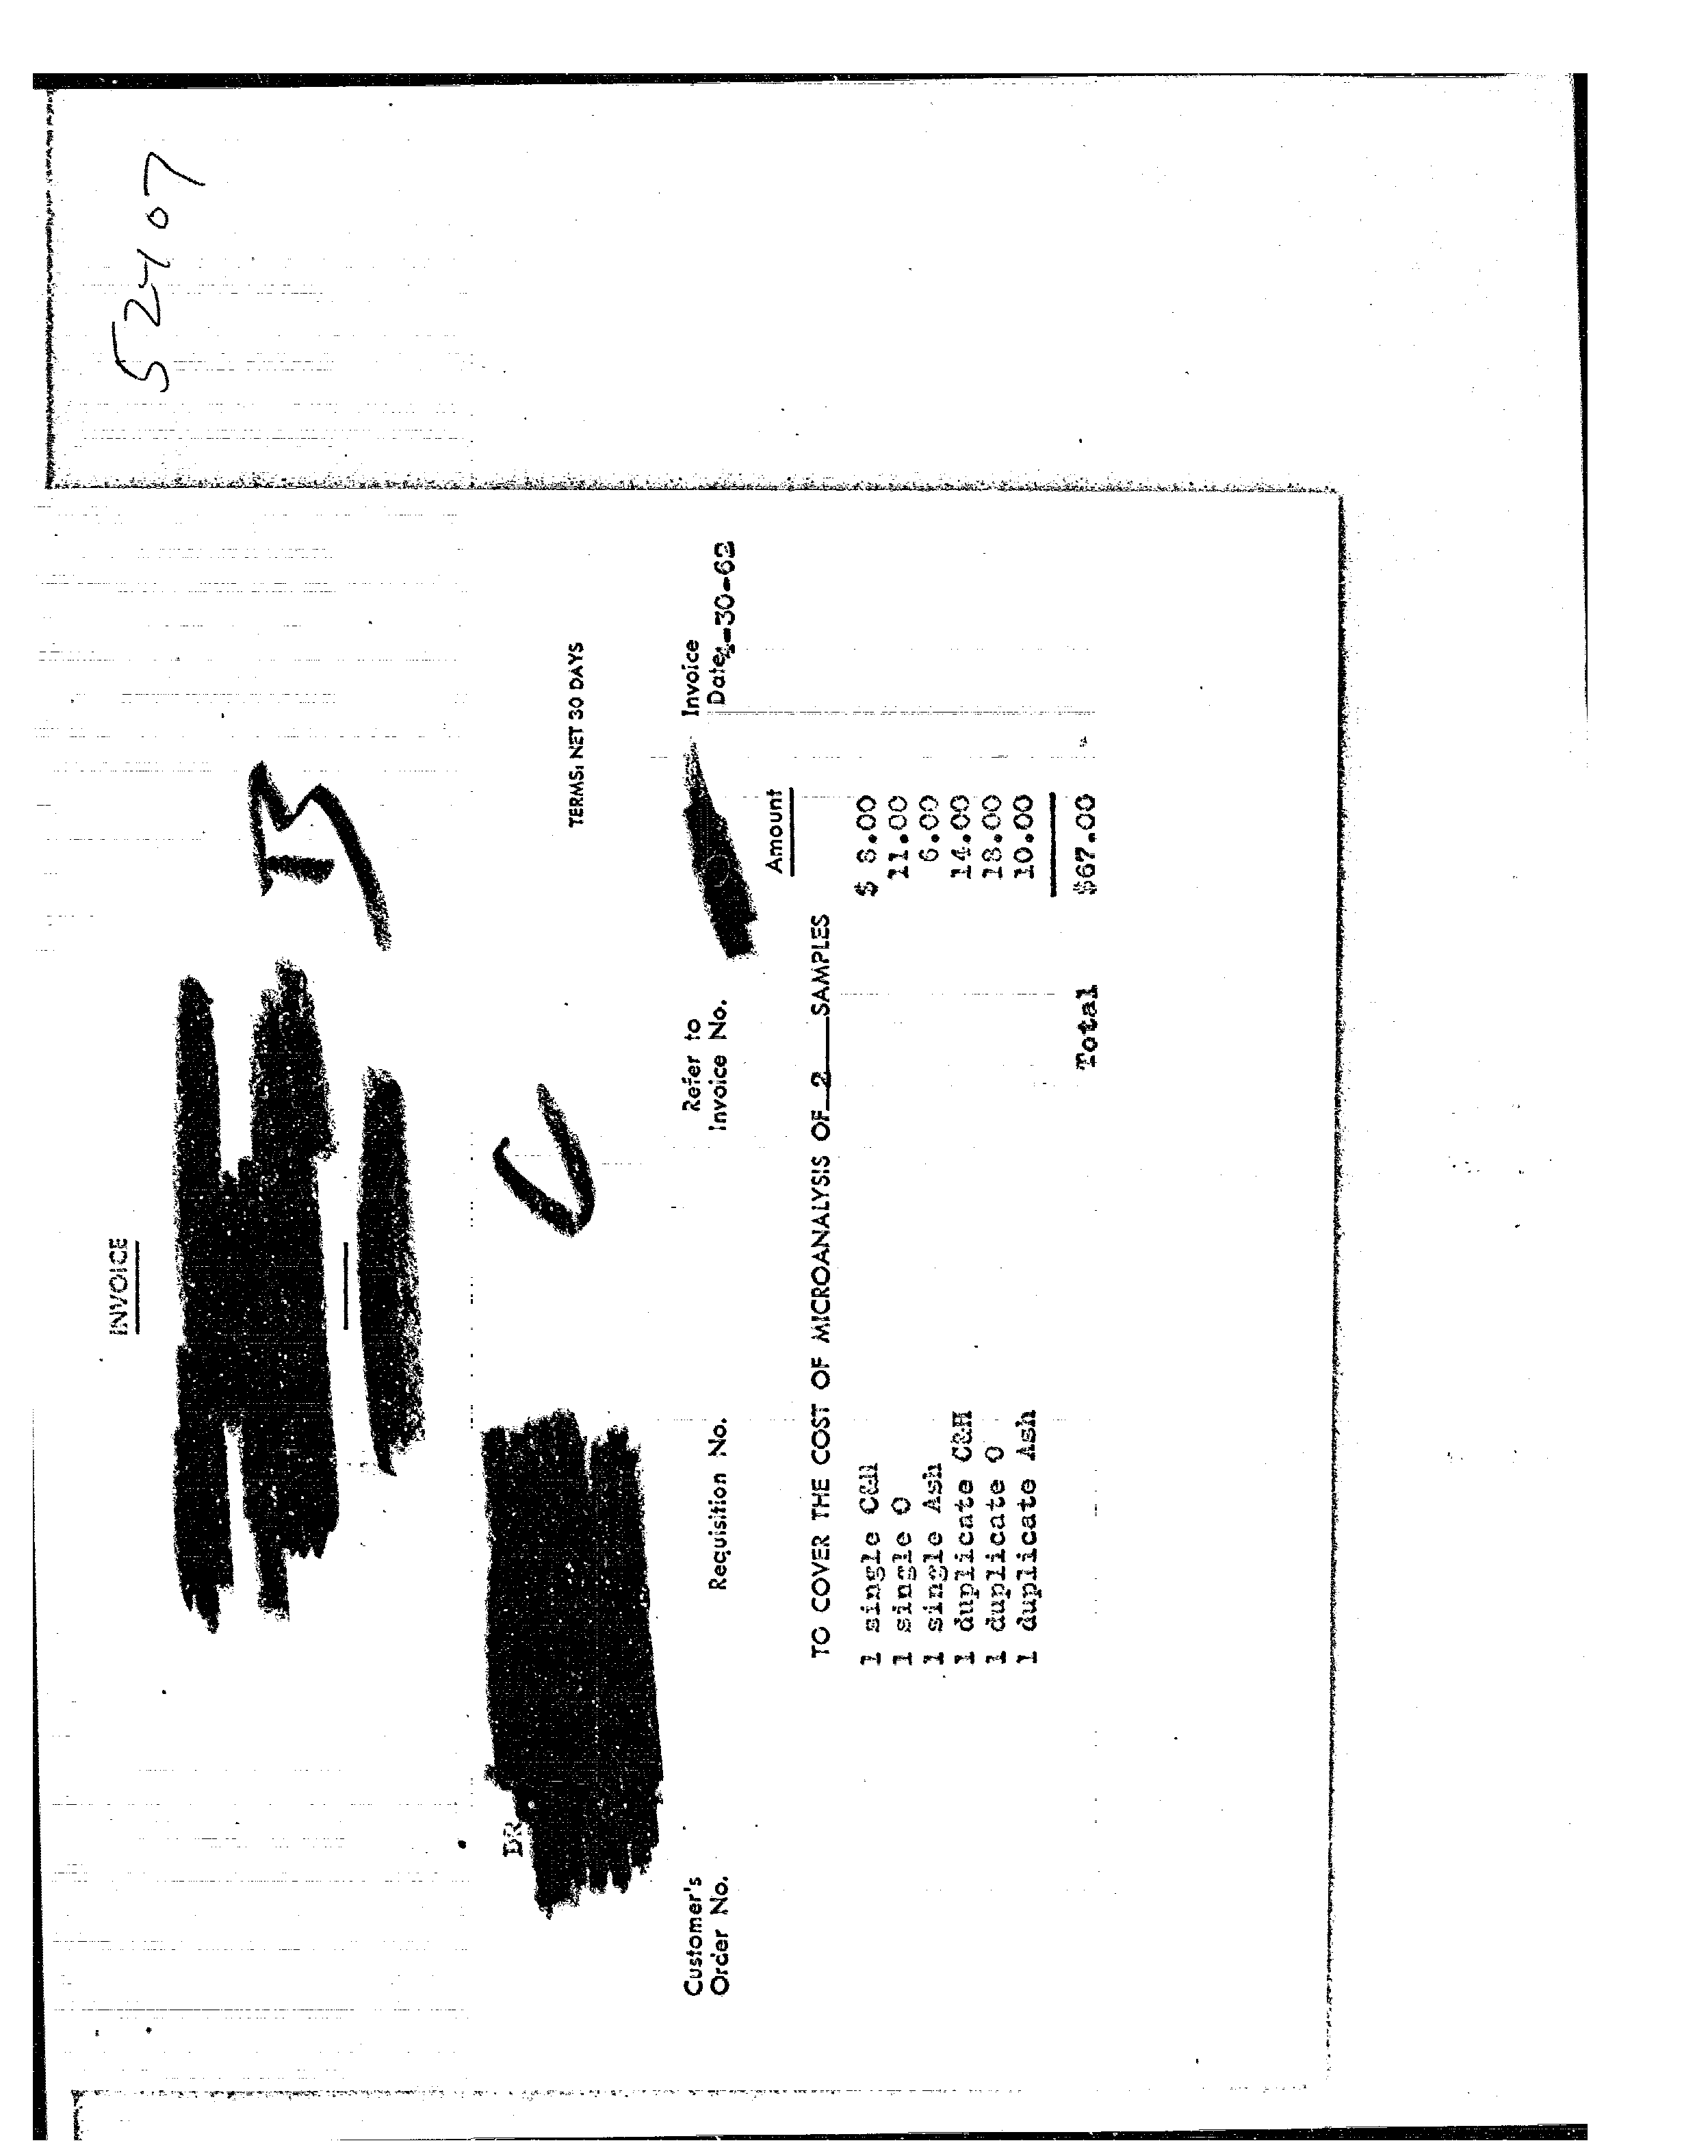 52407
INVOICE
B
C
TERMS: NET 30 DAYS
DR.
Customer's
Order No.
Requisition No.
Refer to
Invoice No.
Invoice
Date 4-30-62
Amount
TO COVER THE COST OF MICROANALYSIS OF 2 SAMPLES
1 single C&H $ 8.00
1 single O 11.00
1 single Ash 6.00
1 duplicate C&H 14.00
1 duplicate O 18.00
1 duplicate Ash 10.00
Total $67.00